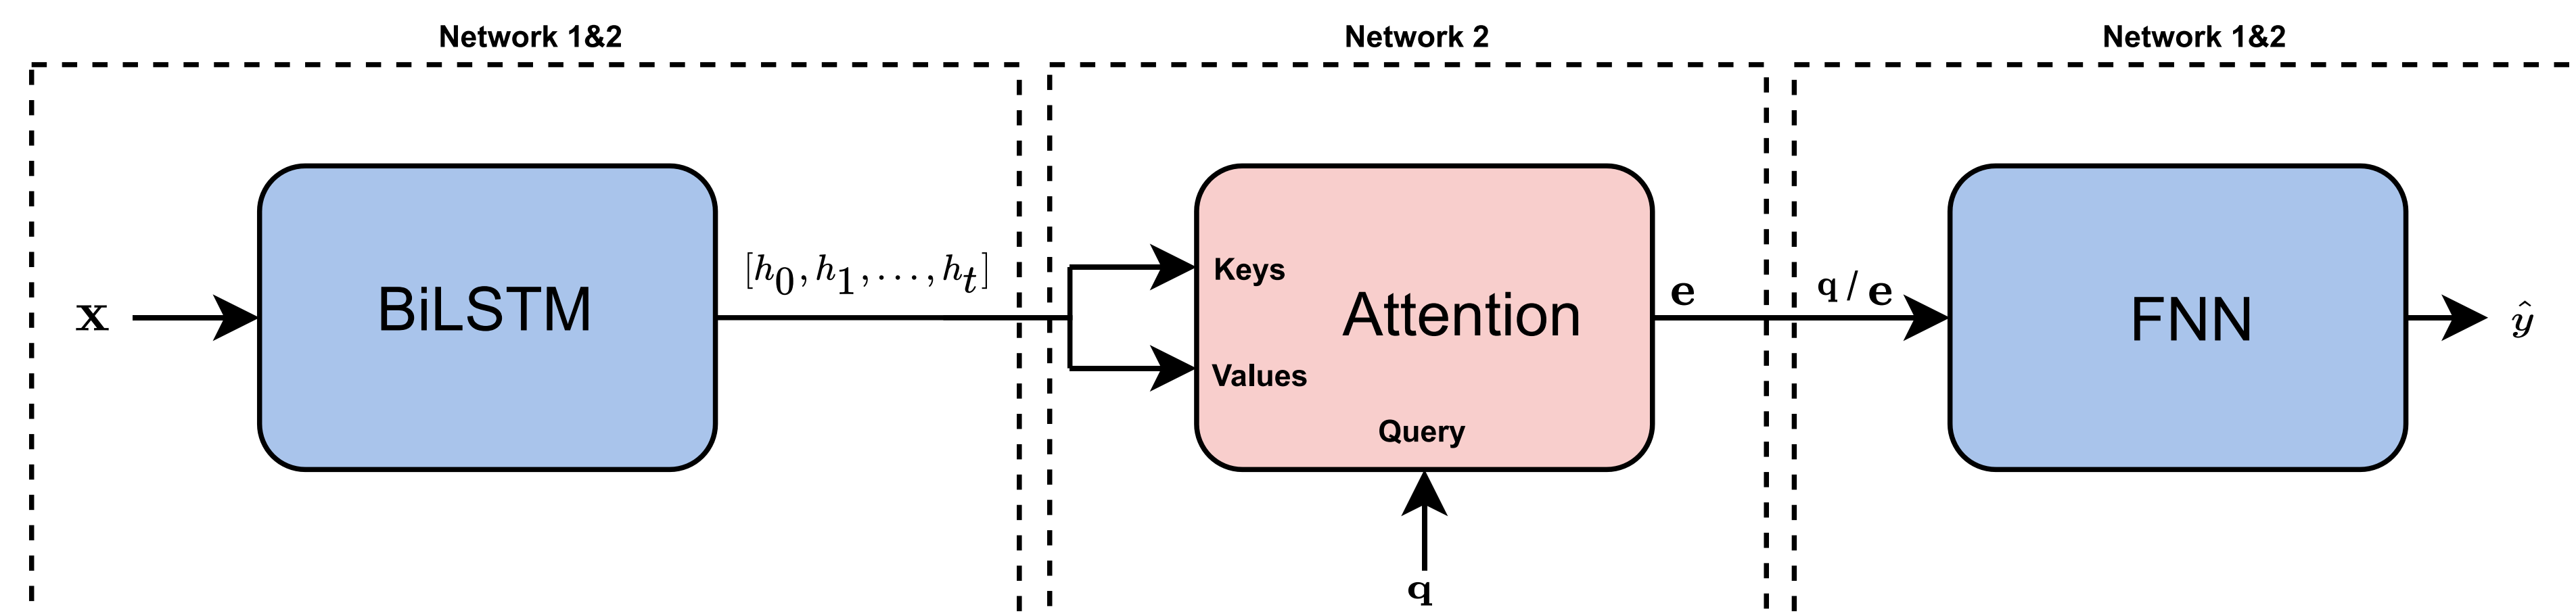 Network 1&2
Network 2
Network 1&2
x
BiLSTM
[h₀, h₁, . . . , hₜ]
Keys
Values
Query
Attention
q
e
q / e
FNN
ŷ